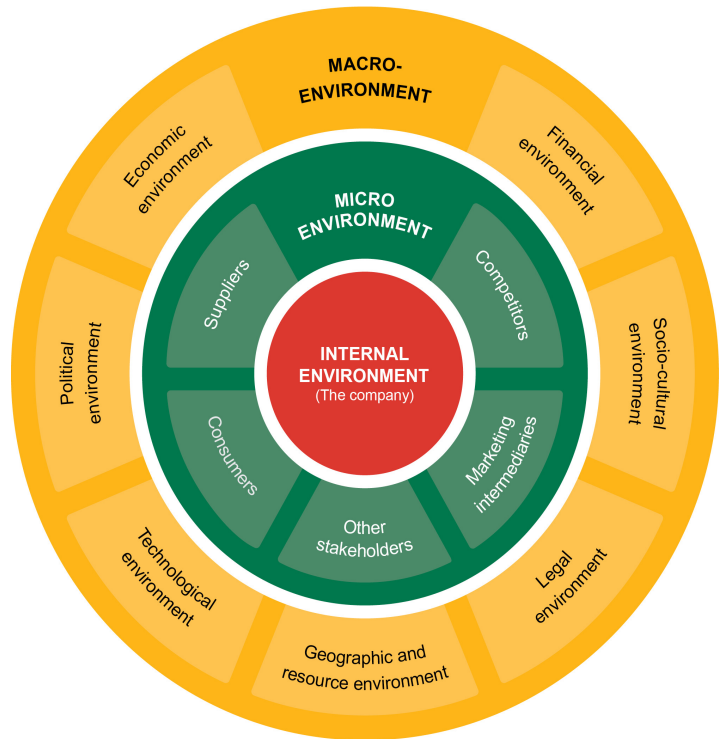 MACRO-
ENVIRONMENT
Economic
environment
Financial
environment
MICRO
ENVIRONMENT
Suppliers
Competitors
Political
environment
INTERNAL
ENVIRONMENT
(The company)
Socio-cultural
environment
Consumers
Marketing
intermediaries
Other
stakeholders
Technological
environment
Legal
environment
Geographic and
resource environment